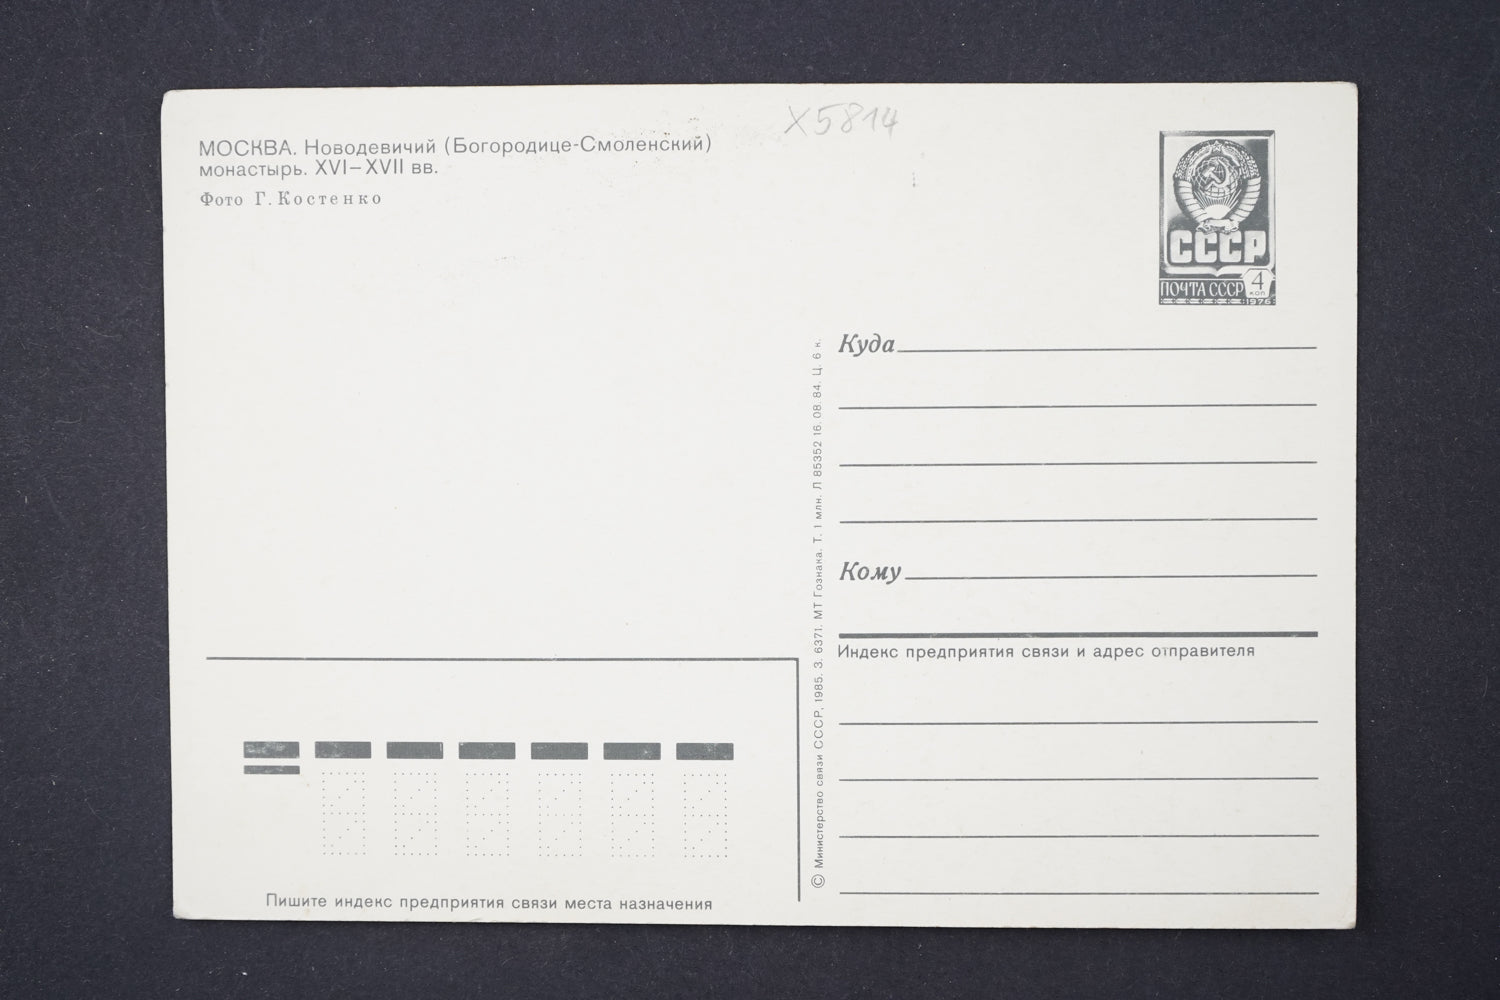 X5814
МОСКВА. Новодевичий (Богородице-Смоленский)
монастырь. XVI–XVII вв.
Фото Г. Костенко
СССР
ПОЧТА СССР 4
коп
1976
Куда
Кому
Индекс предприятия связи и адрес отправителя
© Министерство связи СССР, 1985. З. 6371. МТ Гознака. Т. 1 млн. Л 85352 16. 08. 84. Ц. 6 к.
Пишите индекс предприятия связи места назначения